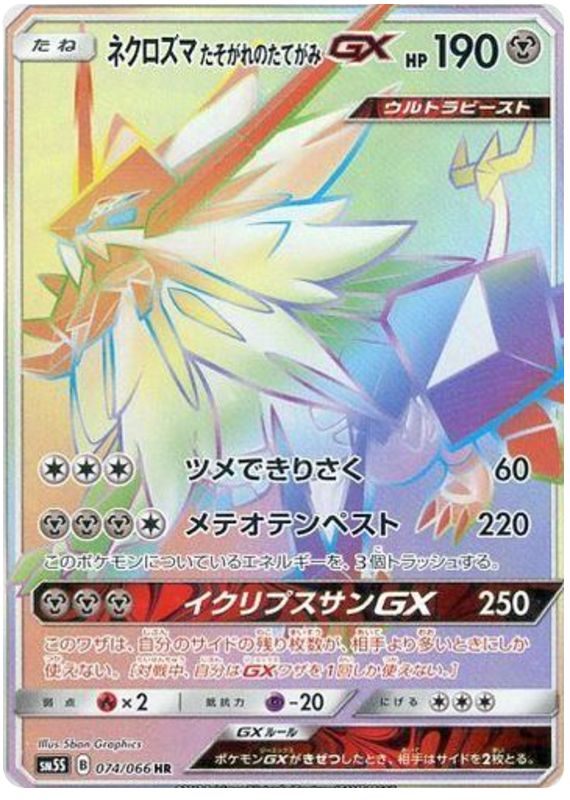 たね ネクロズマ たそがれのたてがみ GX HP 190
ウルトラビースト
ツメできりさく 60
メテオテンペスト 220
このポケモンについているエネルギーを、3個トラッシュする。
イクリプスサンGX 250
このワザは、自分のサイドの残り枚数が、相手より多いときにしか
使えない。［対戦中、自分はGXワザを1回しか使えない。］
弱点 ×2 抵抗力 -20 にげる
GXルール
Illus. 5ban Graphics
ポケモンGXがきぜつしたとき、相手はサイドを2枚とる。
SM5S B 074/066 HR